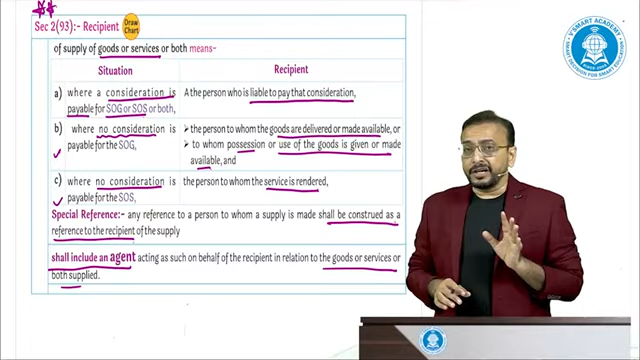 Sec 2(93):- Recipient
Draw
Chart
of supply of goods or services or both means-
Situation
Recipient
a) where a consideration is
payable for SOG or SOS or both,
A the person who is liable to pay that consideration,
b) where no consideration is
payable for the SOG,
➤ the person to whom the goods are delivered or made available, or
➤ to whom possession or use of the goods is given or made
available, and
c) where no consideration is
payable for the SOS,
the person to whom the service is rendered,
Special Reference:- any reference to a person to whom a supply is made shall be construed as a
reference to the recipient of the supply
shall include an agent acting as such on behalf of the recipient in relation to the goods or services or
both supplied.
V'SMART ACADEMY
SMART DECISION FOR SMART EDUCATION